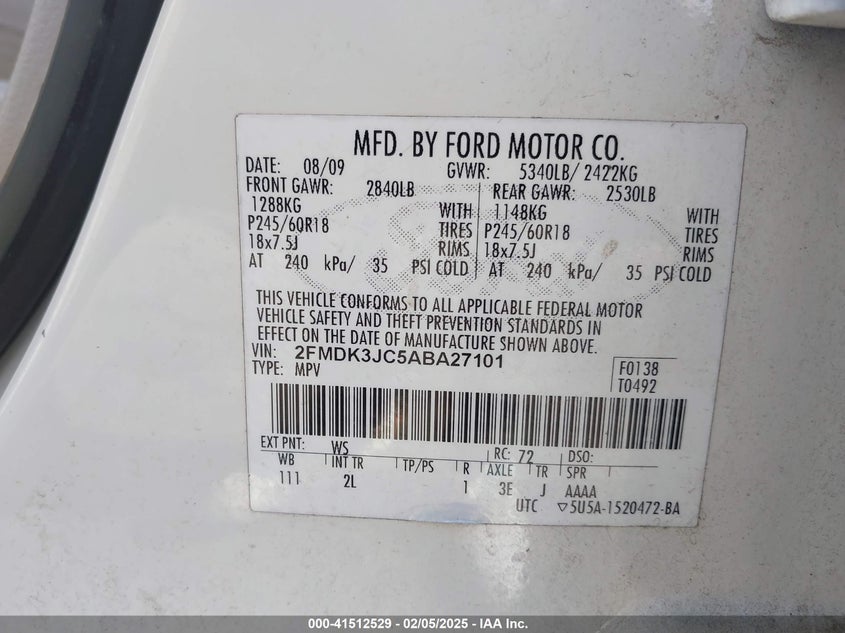 MFD. BY FORD MOTOR CO.
DATE: 08/09 GVWR: 5340LB/ 2422KG
FRONT GAWR: 2840LB REAR GAWR: 2530LB
1288KG WITH 1148KG WITH
P245/60R18 TIRES P245/60R18 TIRES
18x7.5J RIMS 18x7.5J RIMS
AT 240 kPa/ 35 PSI COLD AT 240 kPa/ 35 PSI COLD
THIS VEHICLE CONFORMS TO ALL APPLICABLE FEDERAL MOTOR
VEHICLE SAFETY AND THEFT PREVENTION STANDARDS IN
EFFECT ON THE DATE OF MANUFACTURE SHOWN ABOVE.
VIN: 2FMDK3JC5ABA27101
TYPE: MPV
F0138
T0492
EXT PNT: WS RC: 72 DSO:
WB INT TR TP/PS R AXLE TR SPR
111 2L 1 3E J AAAA
UTC ▽5U5A-1520472-BA
000-41512529 - 02/05/2025 - IAA Inc.